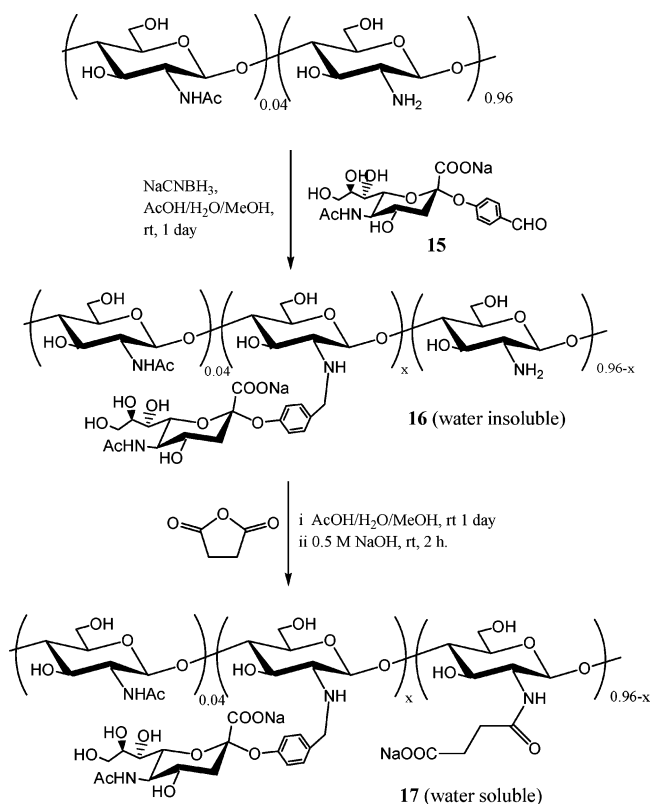 OH
O
HO
NHAc
O
0.04
OH
O
HO
NH2
O
0.96
NaCNBH3,
AcOH/H2O/MeOH,
rt, 1 day
OH
OH
COONa
HO
O
AcHN
HO
O
CHO
15
OH
O
HO
NHAc
O
0.04
OH
O
HO
NH
O
x
OH
O
HO
NH2
O
0.96-x
COONa
HO
OH
HO
O
O
AcHN
HO
16 (water insoluble)
O
O
O
i AcOH/H2O/MeOH, rt 1 day
ii 0.5 M NaOH, rt, 2 h.
OH
O
HO
NHAc
O
0.04
OH
O
HO
NH
O
x
OH
O
HO
NH
O
0.96-x
COONa
HO
OH
HO
O
O
AcHN
HO
NaOOC
O
17 (water soluble)